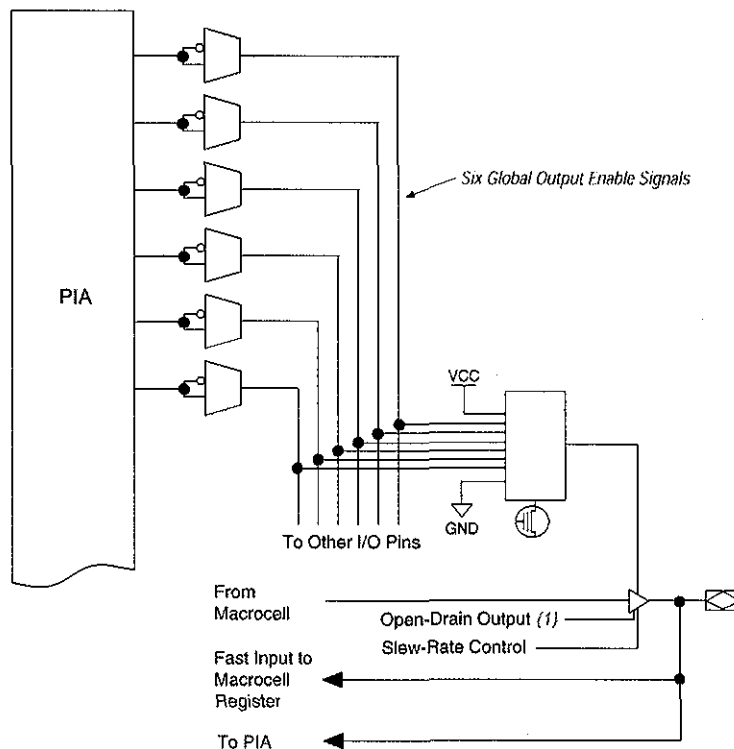 Six Global Output Enable Signals
PIA
VCC
GND
To Other I/O Pins
From
Macrocell
Open-Drain Output (1)
Slew-Rate Control
Fast Input to
Macrocell
Register
To PIA